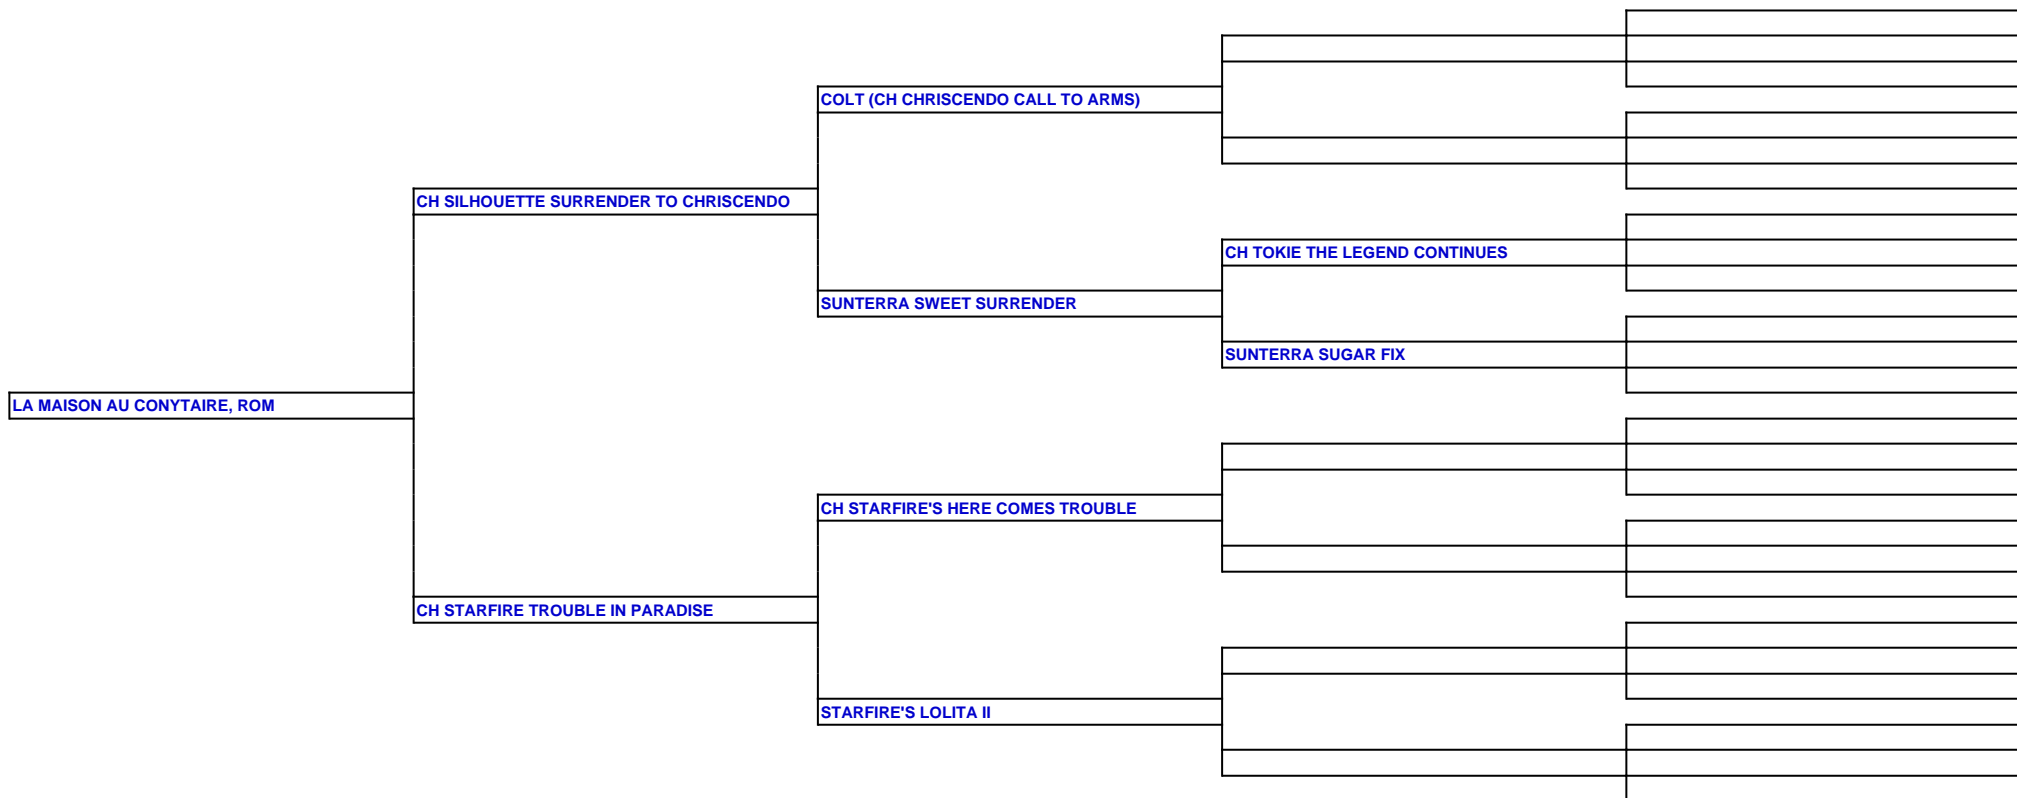 COLT (CH CHRISCENDO CALL TO ARMS)
CH SILHOUETTE SURRENDER TO CHRISCENDO
CH TOKIE THE LEGEND CONTINUES
SUNTERRA SWEET SURRENDER
SUNTERRA SUGAR FIX
LA MAISON AU CONYTAIRE, ROM
CH STARFIRE'S HERE COMES TROUBLE
CH STARFIRE TROUBLE IN PARADISE
STARFIRE'S LOLITA II